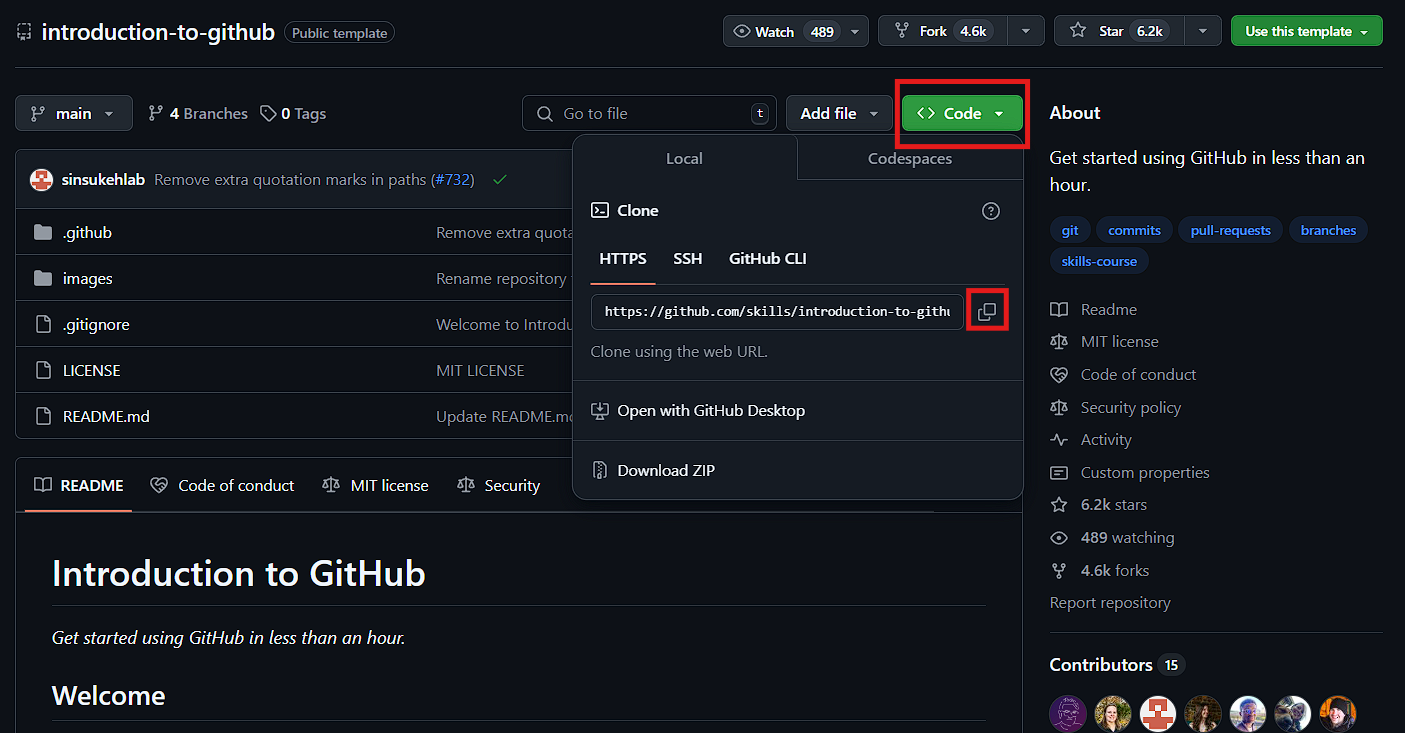 introduction-to-github Public template Watch 489 Fork 4.6k Star 6.2k Use this template
main 4 Branches 0 Tags Go to file t Add file <> Code
Local Codespaces
sinsukehlab Remove extra quotation marks in paths (#732)
.github Remove extra quota
images Rename repository
.gitignore Welcome to Introdu
LICENSE MIT LICENSE
README.md Update README.md
Clone
HTTPS SSH GitHub CLI
https://github.com/skills/introduction-to-githu
Clone using the web URL.
Open with GitHub Desktop
Download ZIP
README Code of conduct MIT license Security
Introduction to GitHub
Get started using GitHub in less than an hour.
Welcome
About
Get started using GitHub in less than an
hour.
git commits pull-requests branches
skills-course
Readme
MIT license
Code of conduct
Security policy
Activity
Custom properties
6.2k stars
489 watching
4.6k forks
Report repository
Contributors 15